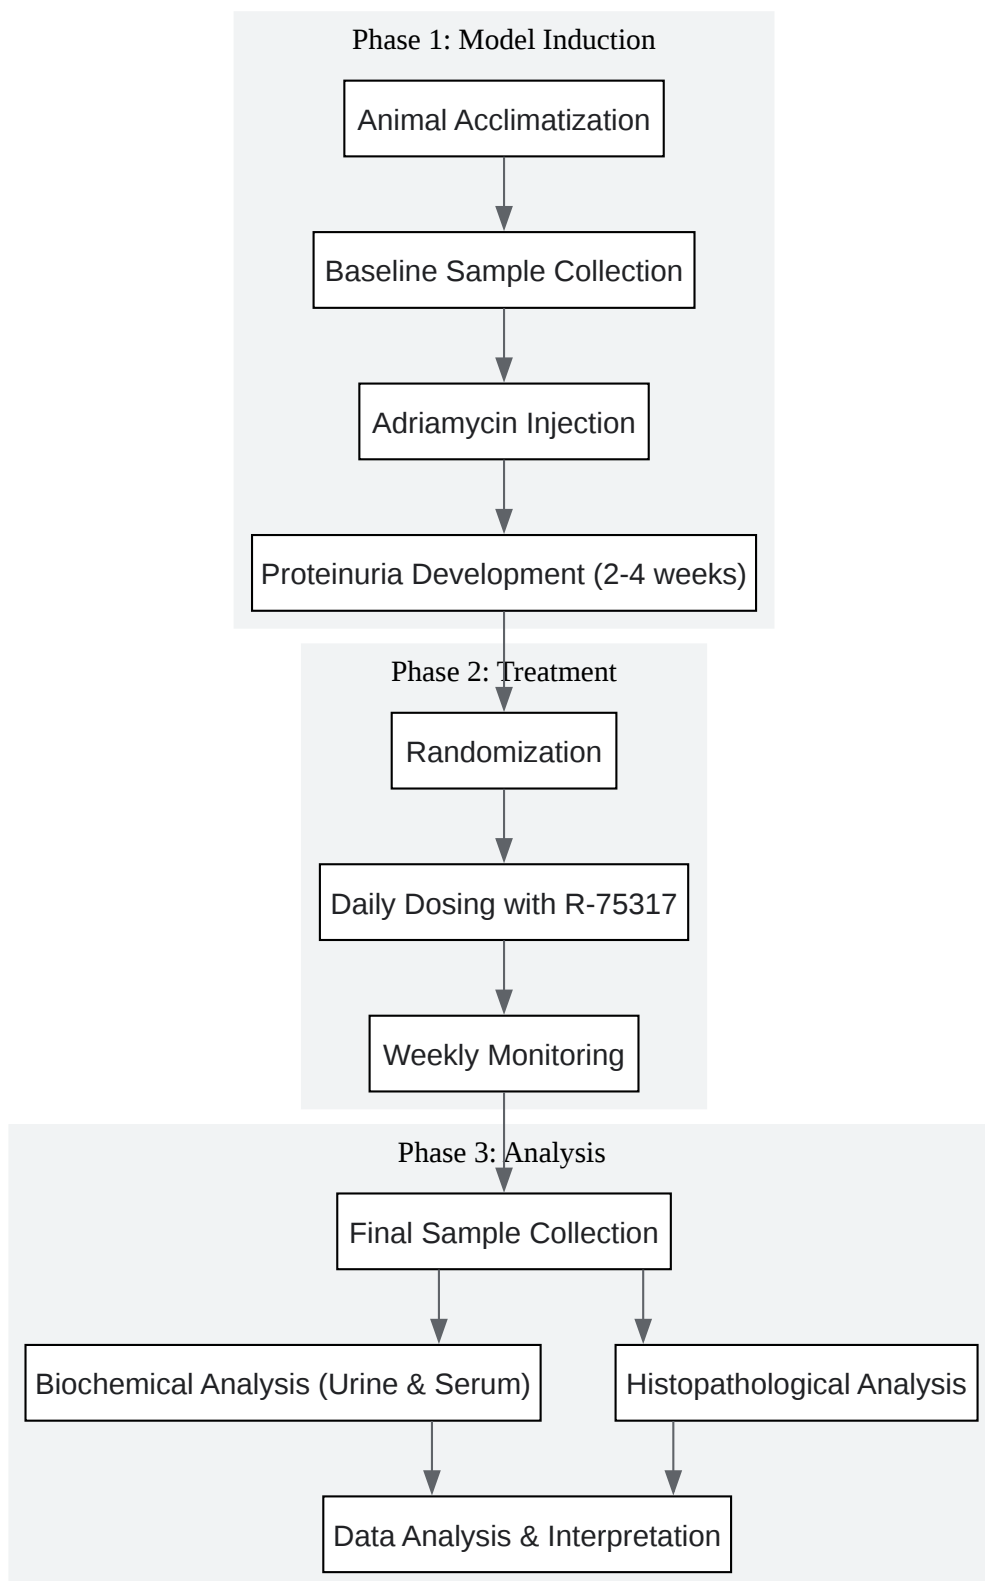 Phase 1: Model Induction
Animal Acclimatization
Baseline Sample Collection
Adriamycin Injection
Proteinuria Development (2-4 weeks)
Phase 2: Treatment
Randomization
Daily Dosing with R-75317
Weekly Monitoring
Phase 3: Analysis
Final Sample Collection
Biochemical Analysis (Urine & Serum)
Histopathological Analysis
Data Analysis & Interpretation